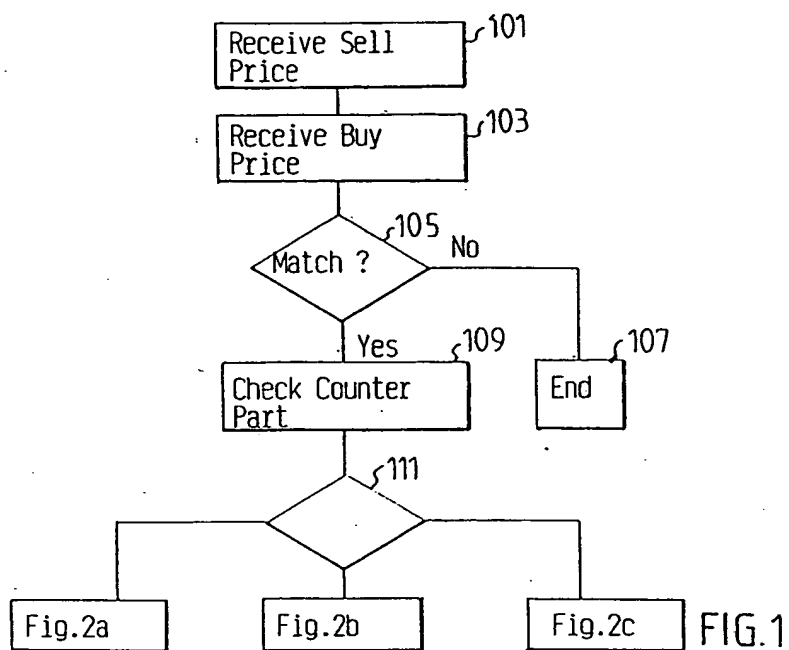 101
Receive Sell
Price
103
Receive Buy
Price
105
Match ?
No
Yes
109
107
Check Counter
Part
End
111
Fig.2a
Fig.2b
Fig.2c
FIG.1